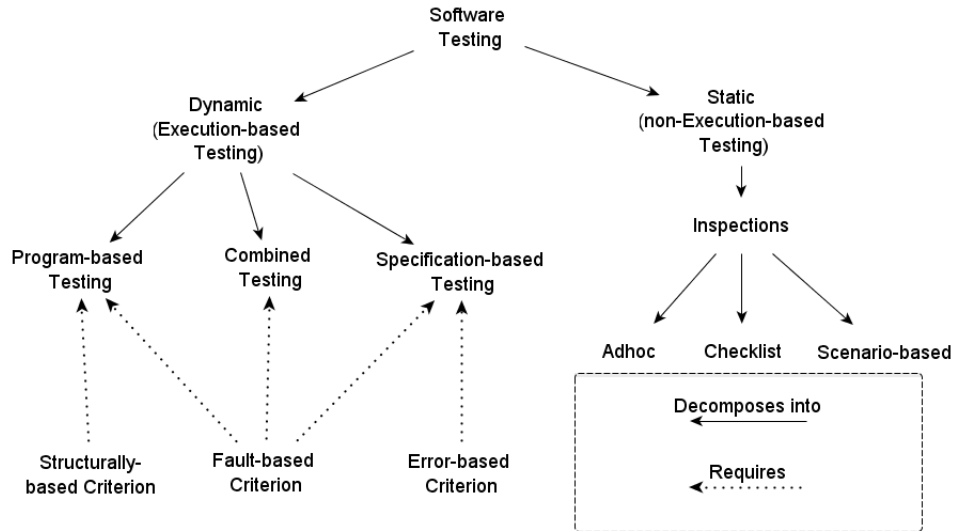 Software
Testing
Dynamic
(Execution-based
Testing)
Static
(non-Execution-based
Testing)
Inspections
Program-based
Testing
Combined
Testing
Specification-based
Testing
Adhoc
Checklist
Scenario-based
Decomposes into
Requires
Structurally-
based Criterion
Fault-based
Criterion
Error-based
Criterion